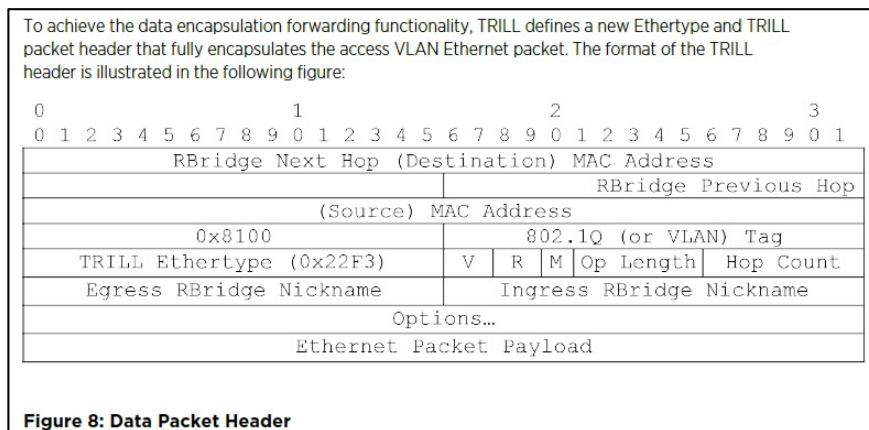 To achieve the data encapsulation forwarding functionality, TRILL defines a new Ethertype and TRILL
packet header that fully encapsulates the access VLAN Ethernet packet. The format of the TRILL
header is illustrated in the following figure:
0 1 2 3
0 1 2 3 4 5 6 7 8 9 0 1 2 3 4 5 6 7 8 9 0 1 2 3 4 5 6 7 8 9 0 1
RBridge Next Hop (Destination) MAC Address
RBridge Previous Hop
(Source) MAC Address
0x8100 802.1Q (or VLAN) Tag
TRILL Ethertype (0x22F3) V R M Op Length Hop Count
Egress RBridge Nickname Ingress RBridge Nickname
Options…
Ethernet Packet Payload
Figure 8: Data Packet Header